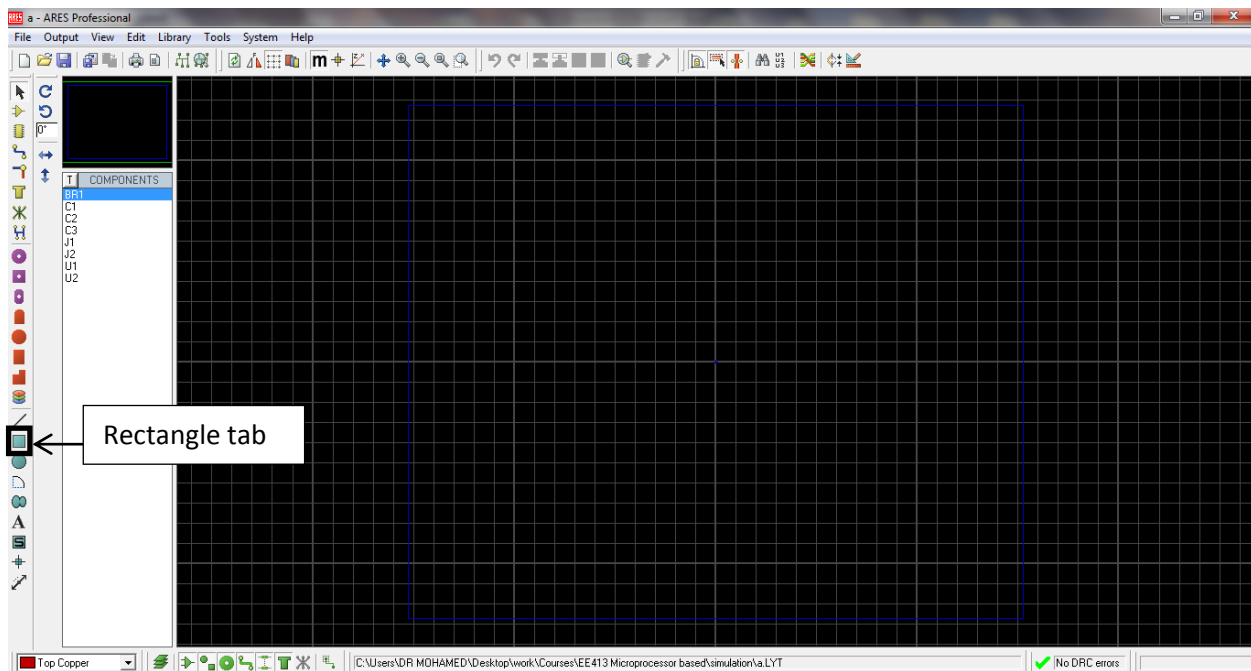 ARES a - ARES Professional
File Output View Edit Library Tools System Help
m
0°
T COMPONENTS
BR1
C1
C2
C3
J1
J2
U1
U2
Rectangle tab
A
S
Top Copper C:\Users\DR MOHAMED\Desktop\work\Courses\EE413 Microprocessor based\simulation\a.LYT No DRC errors